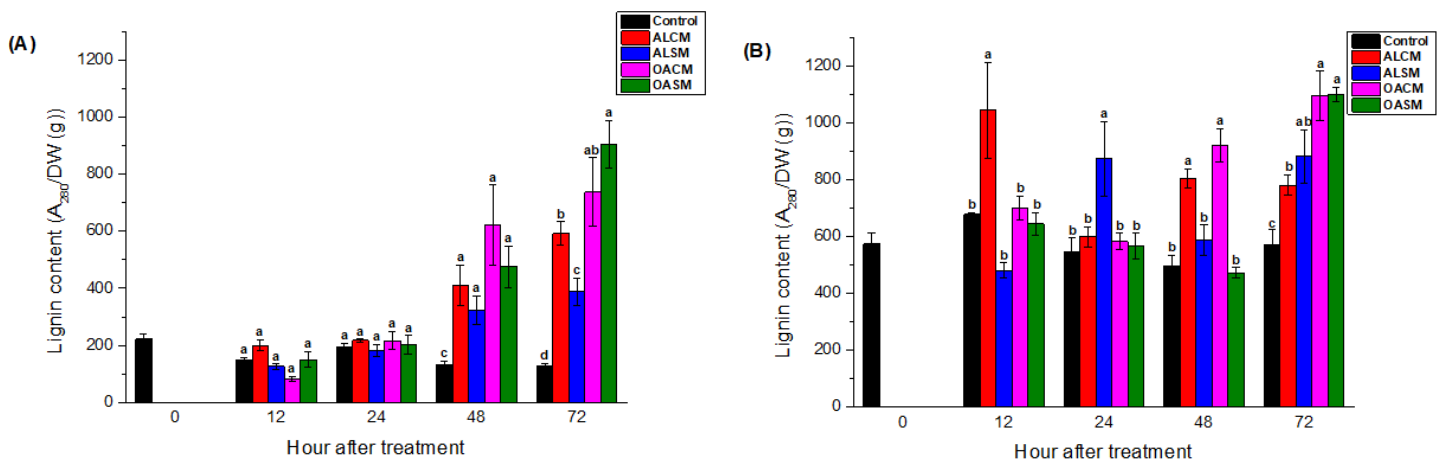 (A)
Control
ALCM
ALSM
OACM
OASM
Lignin content (A280/DW (g))
1200
1000
800
600
400
200
0
a a a a a
a a a a a
c a a a a
d b c ab a
0 12 24 48 72
Hour after treatment
(B)
Control
ALCM
ALSM
OACM
OASM
Lignin content (A280/DW (g))
1200
1000
800
600
400
200
0
b a b b b
b b a b b
b a b a b
c b ab a a
0 12 24 48 72
Hour after treatment